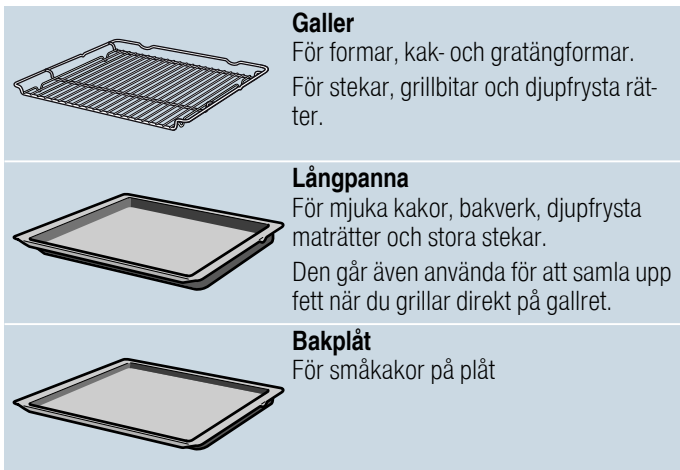 Galler
För formar, kak- och gratängformar.
För stekar, grillbitar och djupfrysta rät-
ter.
Långpanna
För mjuka kakor, bakverk, djupfrysta
maträtter och stora stekar.
Den går även använda för att samla upp
fett när du grillar direkt på gallret.
Bakplåt
För småkakor på plåt